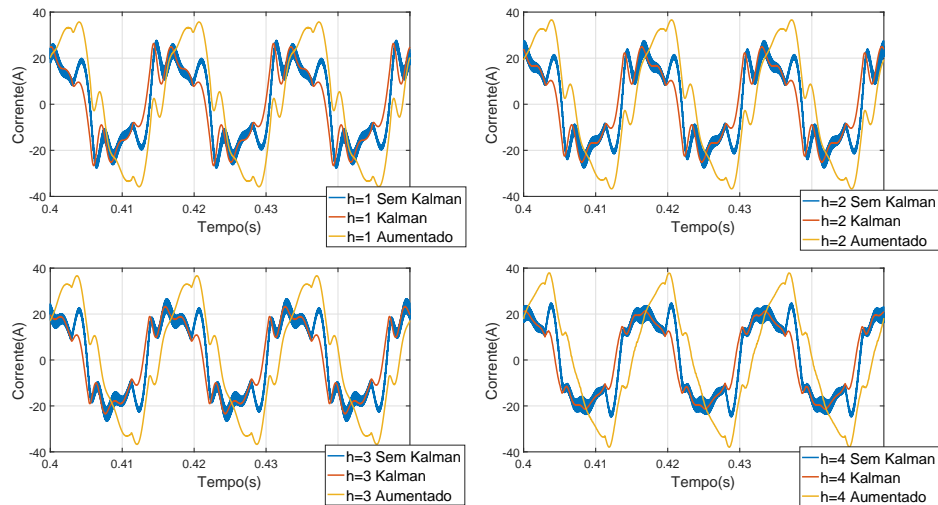 40
20
0
-20
-40
Corrente(A)
0.4
0.41
0.42
0.43
Tempo(s)
h=1 Sem Kalman
h=1 Kalman
h=1 Aumentado
40
20
0
-20
-40
Corrente(A)
0.4
0.41
0.42
0.43
Tempo(s)
h=2 Sem Kalman
h=2 Kalman
h=2 Aumentado
40
20
0
-20
-40
Corrente(A)
0.4
0.41
0.42
0.43
Tempo(s)
h=3 Sem Kalman
h=3 Kalman
h=3 Aumentado
40
20
0
-20
-40
Corrente(A)
0.4
0.41
0.42
0.43
Tempo(s)
h=4 Sem Kalman
h=4 Kalman
h=4 Aumentado